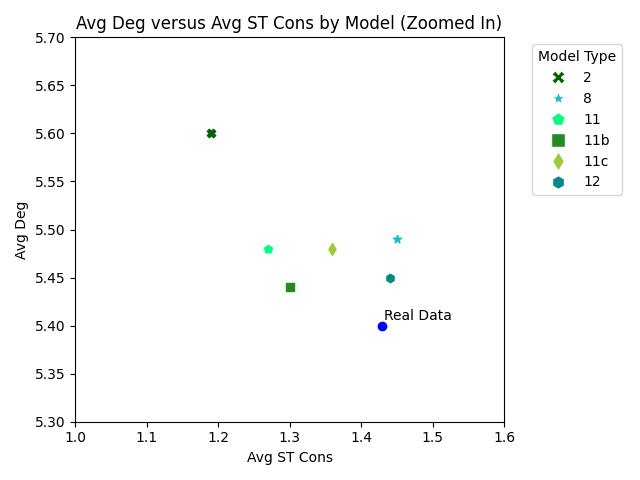 Avg Deg versus Avg ST Cons by Model (Zoomed In)
5.70
5.65
5.60
5.55
5.50
5.45
5.40
5.35
5.30
Avg Deg
Real Data
1.0 1.1 1.2 1.3 1.4 1.5 1.6
Avg ST Cons
Model Type
2
8
11
11b
11c
12